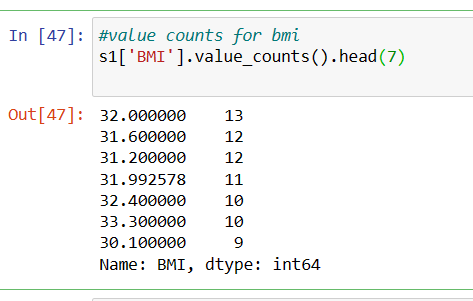 In [47]: #value counts for bmi
s1['BMI'].value_counts().head(7)
Out[47]: 32.000000    13
31.600000    12
31.200000    12
31.992578    11
32.400000    10
33.300000    10
30.100000     9
Name: BMI, dtype: int64